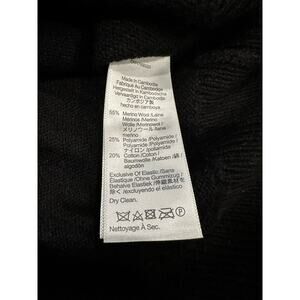 Made in Cambodia
Fabriqué Au Cambodge
Hergestellt in Kambodscha
Vervaardigd in Cambodja
カンボジア製
hecho en camboya
55% Merino Wool /Laine
Mérinos /Merino
Wolle /Merinowol /
メリノウール /lana
merino
25% Polyamide /Polyamide /
Polyamid /Polyamide /
ナイロン /poliamida
20% Cotton /Coton /
Baumwolle /Katoen /綿 /
algodón
Exclusive Of Elastic /Sans
Elastique /Ohne Gummizug /
Behalve Elastiek /伸縮素材を
除く /excluyendo el elástico
Dry Clean.
Nettoyage À Sec.